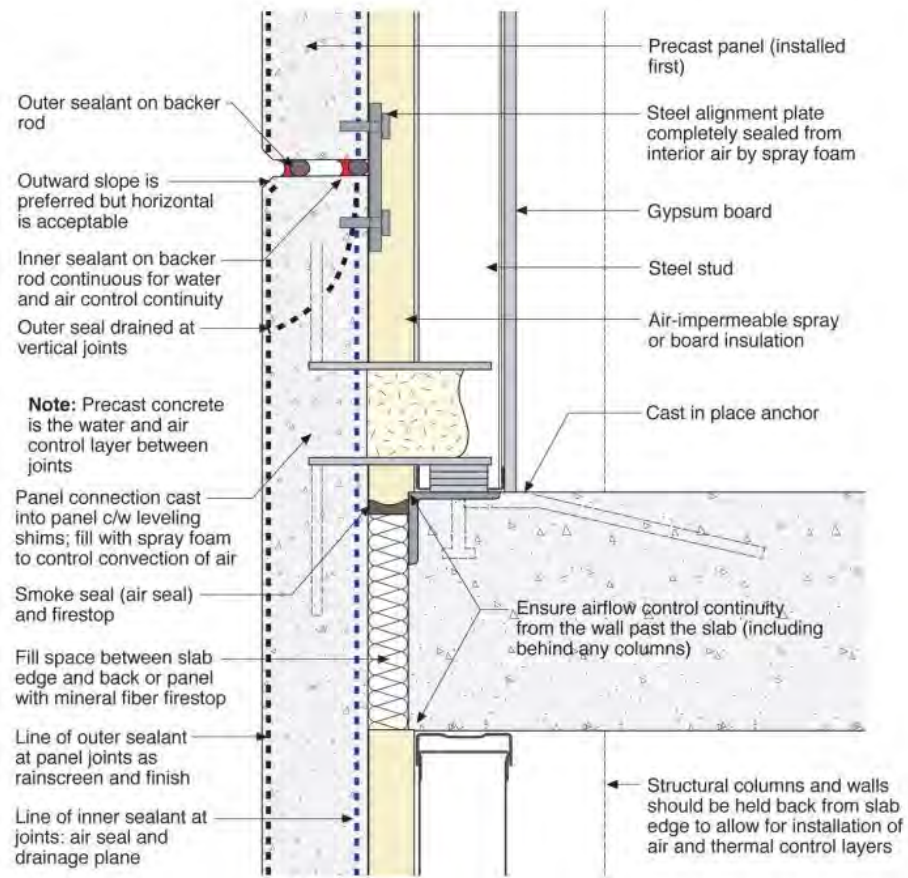 Outer sealant on backer
rod
Outward slope is
preferred but horizontal
is acceptable
Inner sealant on backer
rod continuous for water
and air control continuity
Outer seal drained at
vertical joints
Note: Precast concrete
is the water and air
control layer between
joints
Panel connection cast
into panel c/w leveling
shims; fill with spray foam
to control convection of air
Smoke seal (air seal)
and firestop
Fill space between slab
edge and back or panel
with mineral fiber firestop
Line of outer sealant
at panel joints as
rainscreen and finish
Line of inner sealant at
joints: air seal and
drainage plane
Precast panel (installed
first)
Steel alignment plate
completely sealed from
interior air by spray foam
Gypsum board
Steel stud
Air-impermeable spray
or board insulation
Cast in place anchor
Ensure airflow control continuity
from the wall past the slab (including
behind any columns)
Structural columns and walls
should be held back from slab
edge to allow for installation of
air and thermal control layers